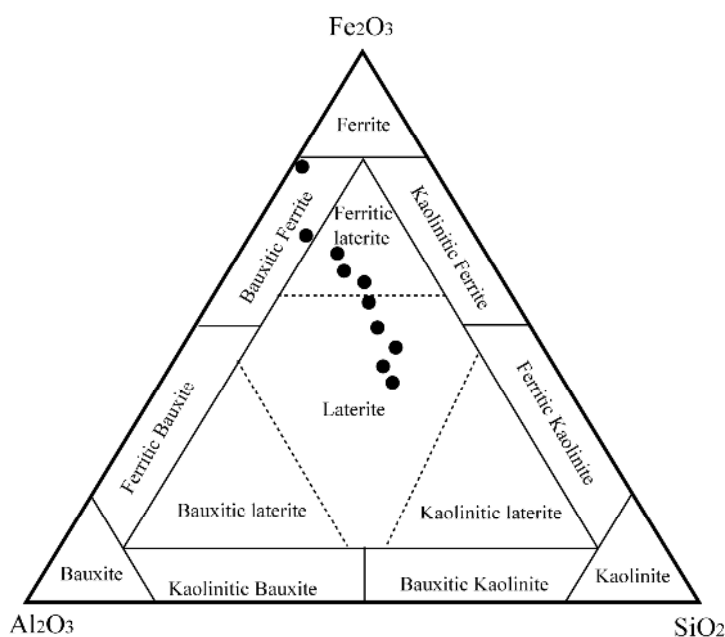 Fe₂O₃
Ferrite
Bauxitic Ferrite
Ferritic
laterite
Kaolinitic Ferrite
Ferritic Bauxite
Laterite
Ferritic Kaolinite
Bauxitic laterite
Kaolinitic laterite
Bauxite
Kaolinitic Bauxite
Bauxitic Kaolinite
Kaolinite
Al₂O₃
SiO₂